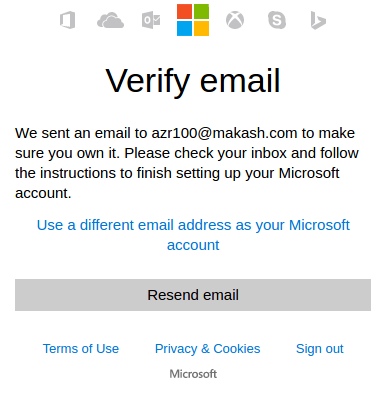 Verify email
We sent an email to azr100@makash.com to make
sure you own it. Please check your inbox and follow
the instructions to finish setting up your Microsoft
account.
Use a different email address as your Microsoft
account
Resend email
Terms of Use Privacy & Cookies Sign out
Microsoft